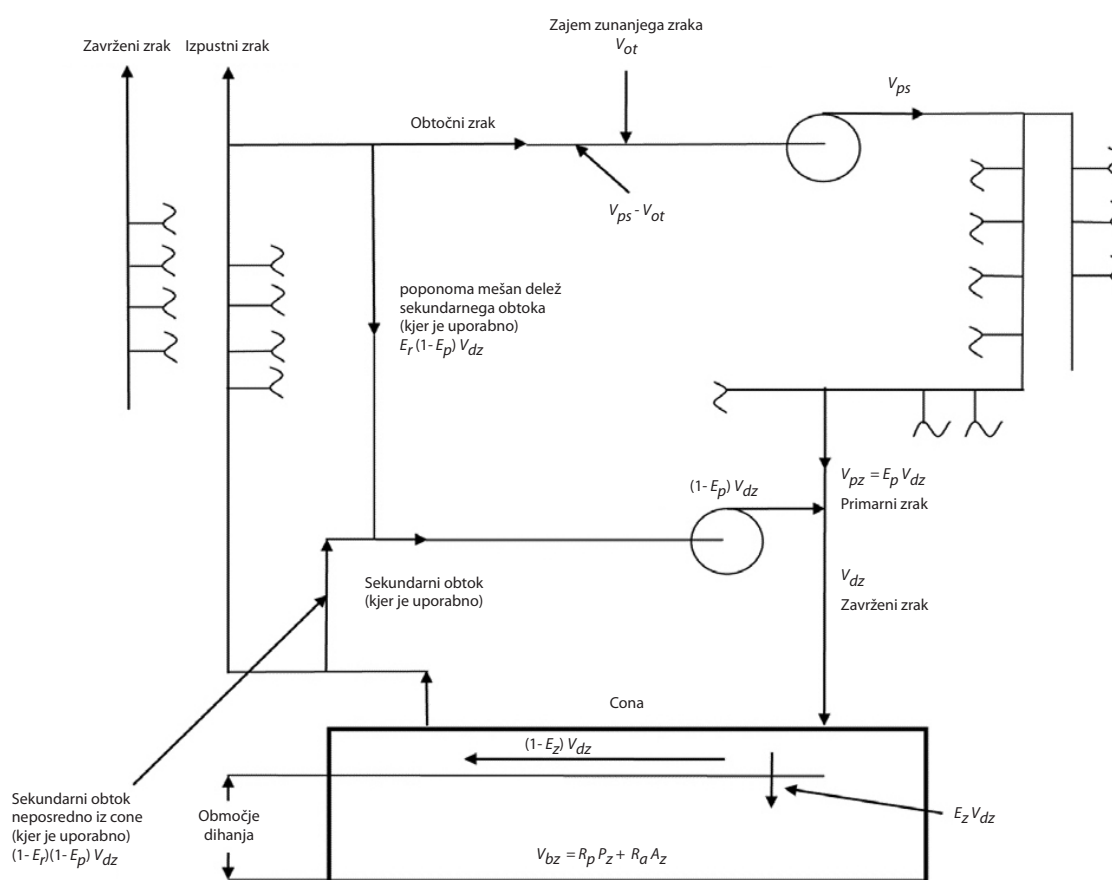 Zajem zunanjega zraka
V_ot
Zavrženi zrak
Izpustni zrak
V_ps
Obtočni zrak
V_ps - V_ot
poponoma mešan delež
sekundarnega obtoka
(kjer je uporabno)
E_r (1- E_p) V_dz
V_pz = E_p V_dz
Primarni zrak
(1- E_p) V_dz
Sekundarni obtok
(kjer je uporabno)
V_dz
Zavrženi zrak
Cona
(1- E_z) V_dz
Sekundarni obtok
neposredno iz cone
(kjer je uporabno)
(1- E_r)(1- E_p) V_dz
Območje
dihanja
E_z V_dz
V_bz = R_p P_z + R_a A_z